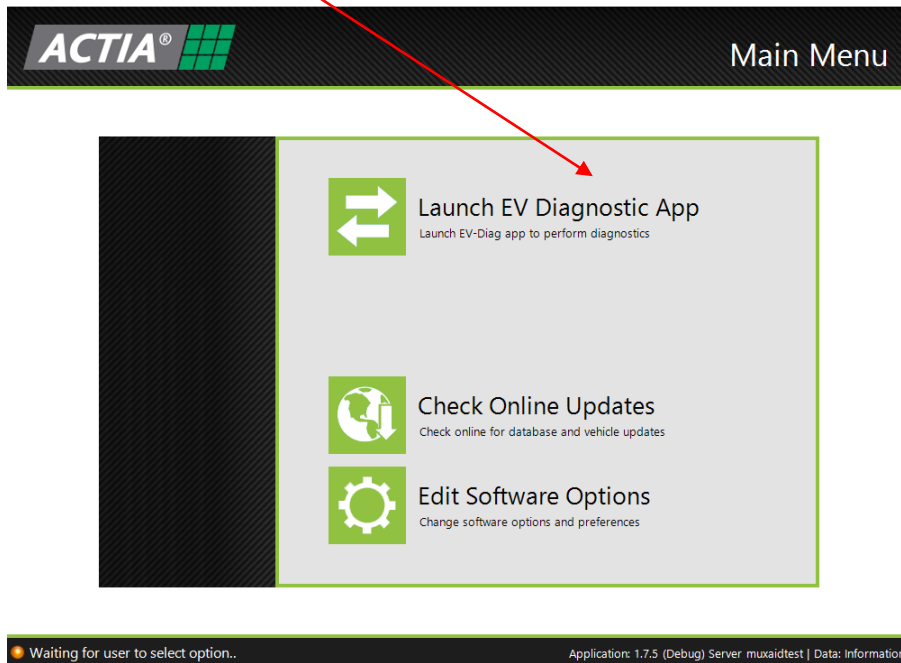 ACTIA®
Main Menu
Launch EV Diagnostic App
Launch EV-Diag app to perform diagnostics
Check Online Updates
Check online for database and vehicle updates
Edit Software Options
Change software options and preferences
Waiting for user to select option..
Application: 1.7.5 (Debug) Server muxaidtest | Data: Information